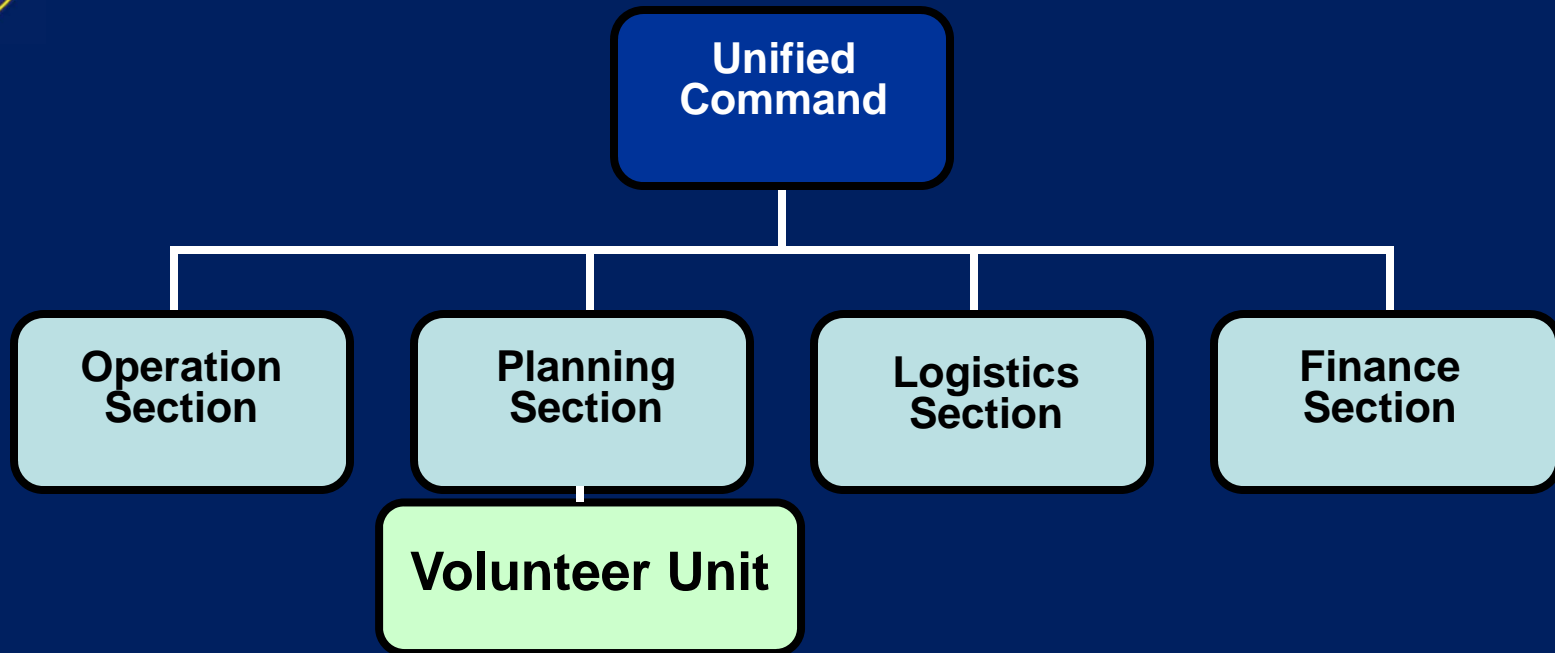 Unified
Command
Operation
Section
Planning
Section
Logistics
Section
Finance
Section
Volunteer Unit